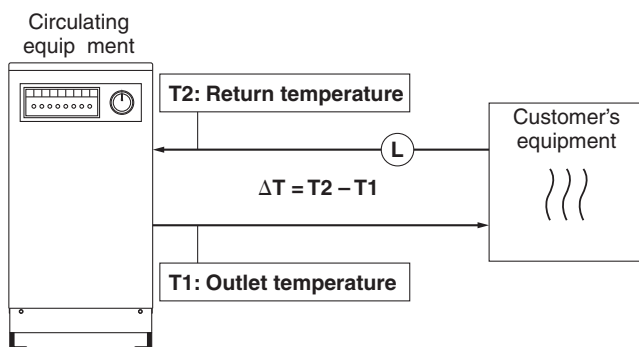 Circulating
equip ment
T2: Return temperature
Customer's
equipment
L
ΔT = T2 – T1
T1: Outlet temperature